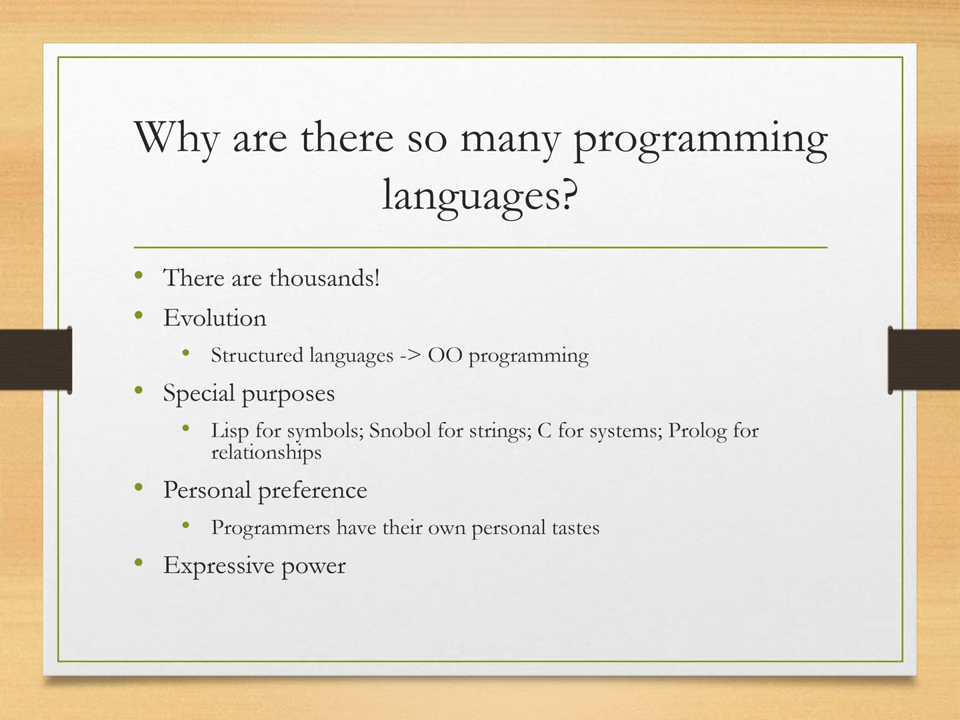 Why are there so many programming
languages?
• There are thousands!
• Evolution
• Structured languages -> OO programming
• Special purposes
• Lisp for symbols; Snobol for strings; C for systems; Prolog for
relationships
• Personal preference
• Programmers have their own personal tastes
• Expressive power